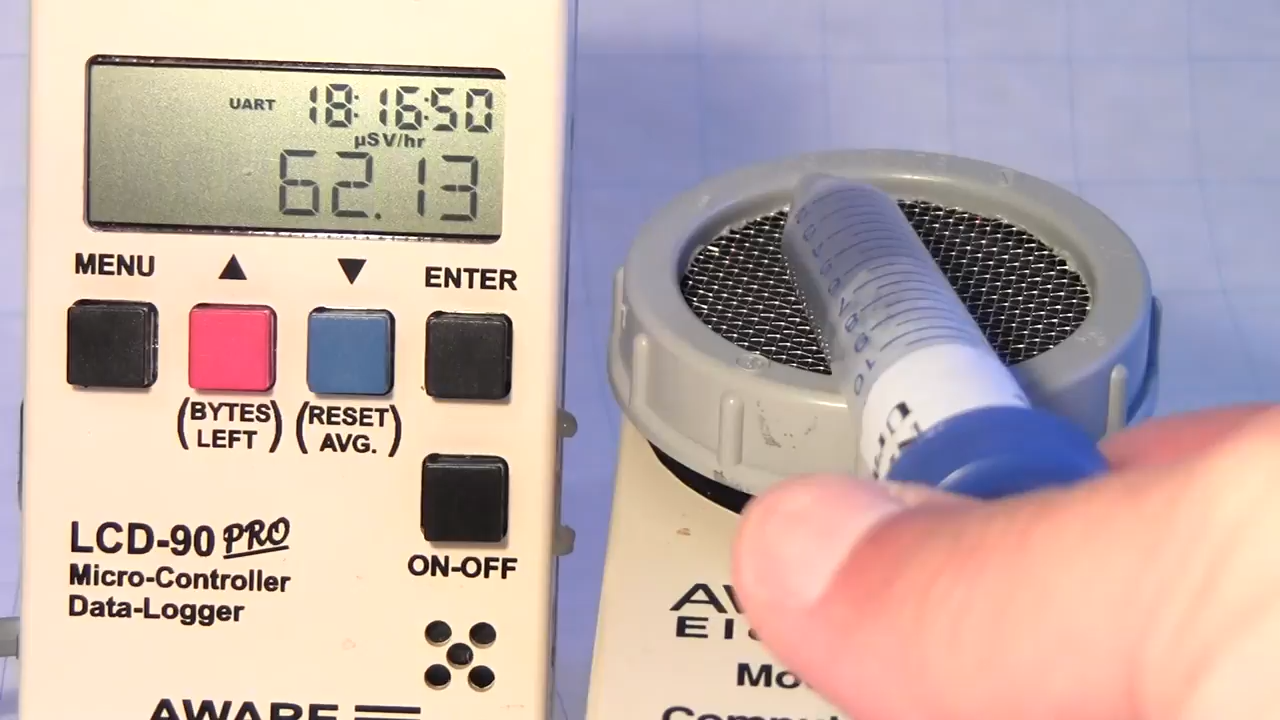 UART 18:16:50
µSV/hr
62.13
MENU ▲ ▼ ENTER
(BYTES LEFT) (RESET AVG.)
ON-OFF
LCD-90 PRO
Micro-Controller
Data-Logger
AWARE